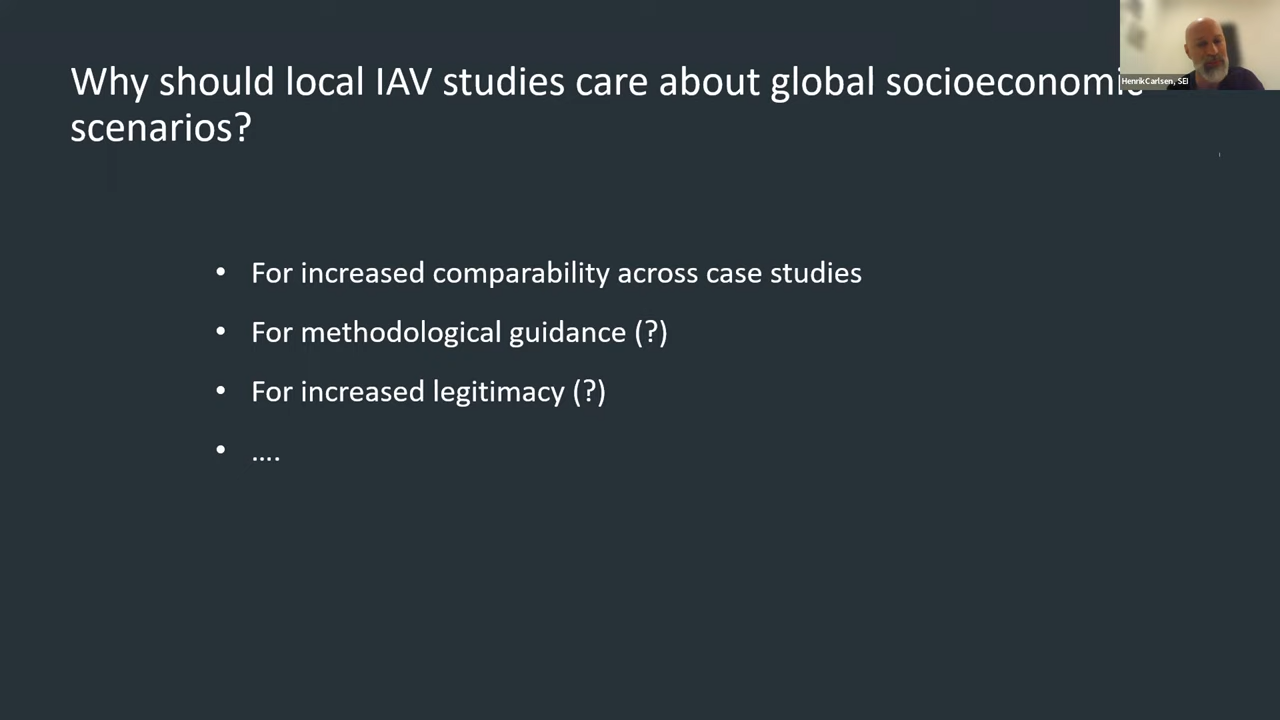 Why should local IAV studies care about global socioeconomic
scenarios?
Henrik Carlsen, SEI
• For increased comparability across case studies
• For methodological guidance (?)
• For increased legitimacy (?)
• ....